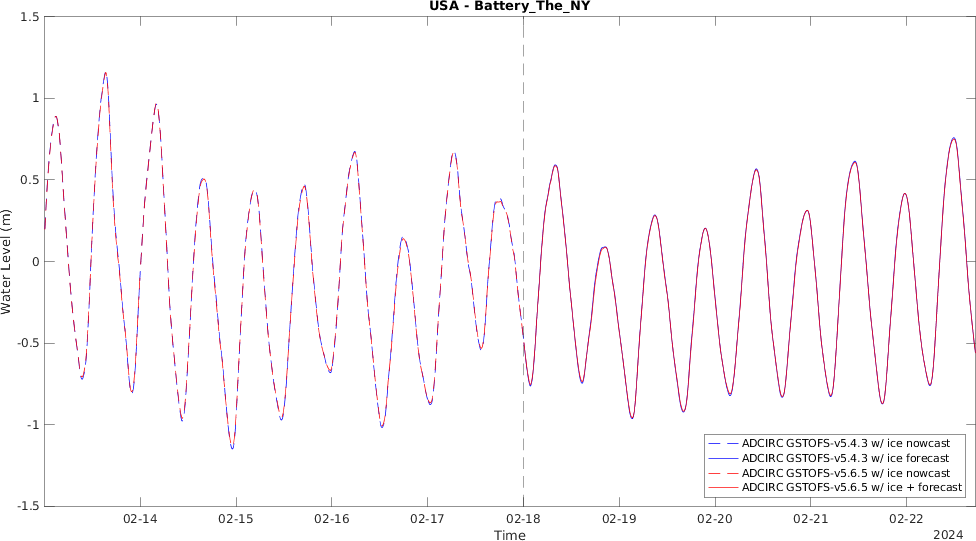 USA - Battery_The_NY
1.5
1
0.5
0
-0.5
-1
-1.5
Water Level (m)
ADCIRC GSTOFS-v5.4.3 w/ ice nowcast
ADCIRC GSTOFS-v5.4.3 w/ ice forecast
ADCIRC GSTOFS-v5.6.5 w/ ice nowcast
ADCIRC GSTOFS-v5.6.5 w/ ice + forecast
02-14 02-15 02-16 02-17 02-18 02-19 02-20 02-21 02-22
Time
2024